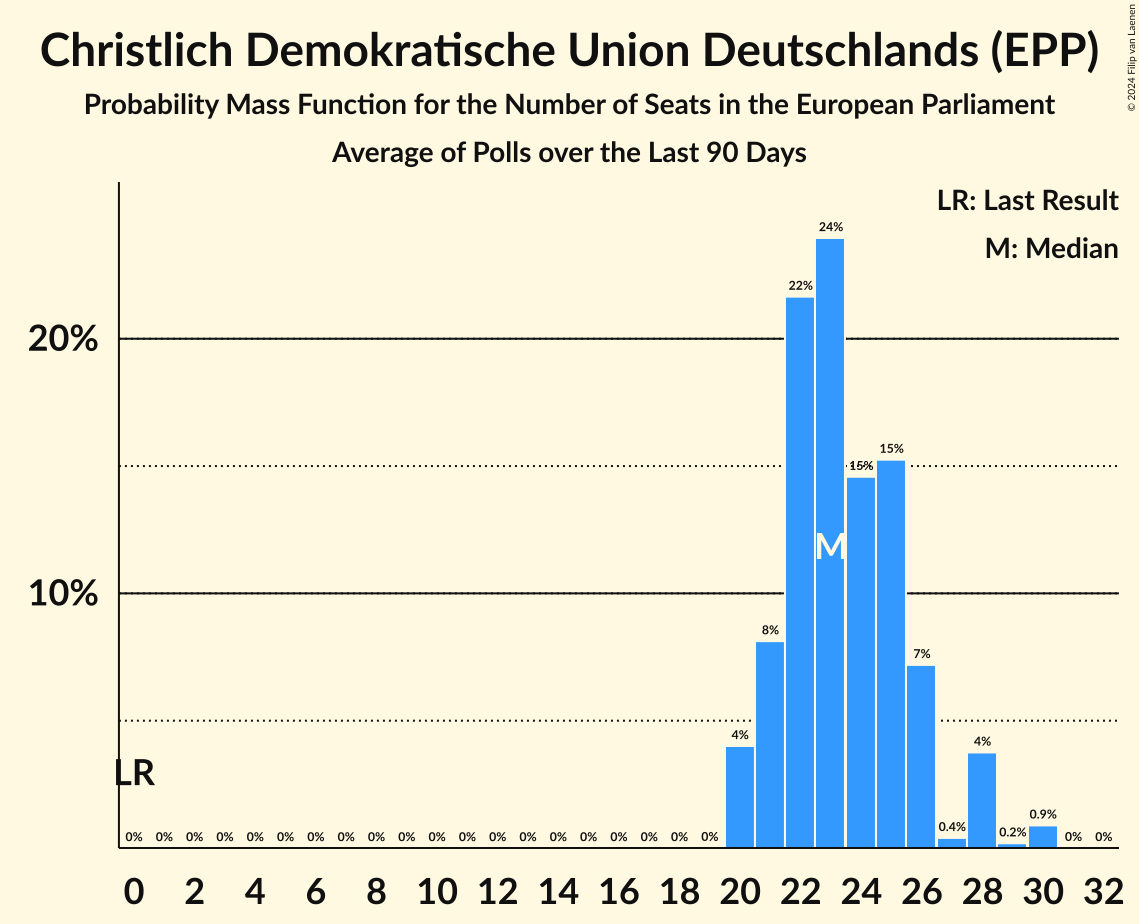 Christlich Demokratische Union Deutschlands (EPP)
Probability Mass Function for the Number of Seats in the European Parliament
Average of Polls over the Last 90 Days
© 2024 Filip van Laenen
LR: Last Result
M: Median
20%
10%
LR
M
0% 0% 0% 0% 0% 0% 0% 0% 0% 0% 0% 0% 0% 0% 0% 0% 0% 0% 0% 0% 4% 8% 22% 24% 15% 15% 7% 0.4% 4% 0.2% 0.9% 0% 0%
0 2 4 6 8 10 12 14 16 18 20 22 24 26 28 30 32